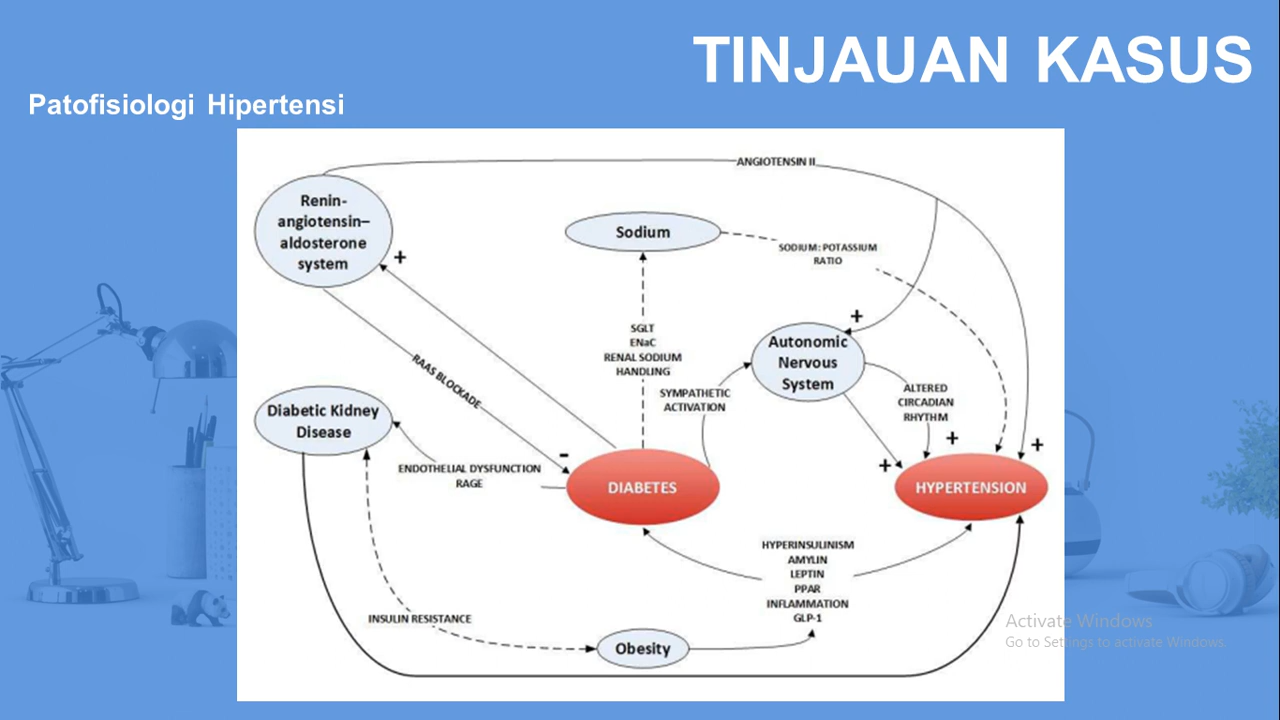 TINJAUAN KASUS
Patofisiologi Hipertensi
ANGIOTENSIN II
Renin-
angiotensin–
aldosterone
system
+
Sodium
SODIUM: POTASSIUM
RATIO
SGLT
ENaC
RENAL SODIUM
HANDLING
+
Autonomic
Nervous
System
RAAS BLOCKADE
SYMPATHETIC
ACTIVATION
ALTERED
CIRCADIAN
RHYTHM
Diabetic Kidney
Disease
+
+
+
-
ENDOTHELIAL DYSFUNCTION
RAGE
DIABETES
HYPERTENSION
HYPERINSULINISM
AMYLIN
LEPTIN
PPAR
INFLAMMATION
GLP-1
INSULIN RESISTANCE
Obesity
Activate Windows
Go to Settings to activate Windows.